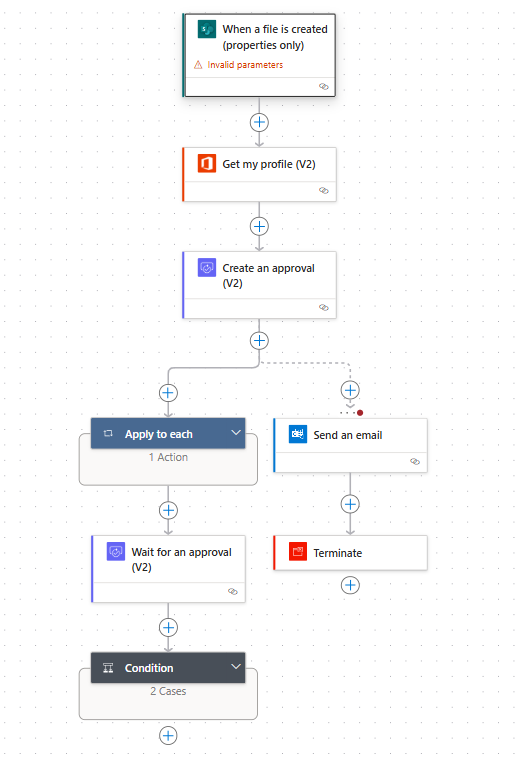 When a file is created
(properties only)
Invalid parameters
Get my profile (V2)
Create an approval
(V2)
Apply to each
1 Action
Send an email
Wait for an approval
(V2)
Terminate
Condition
2 Cases